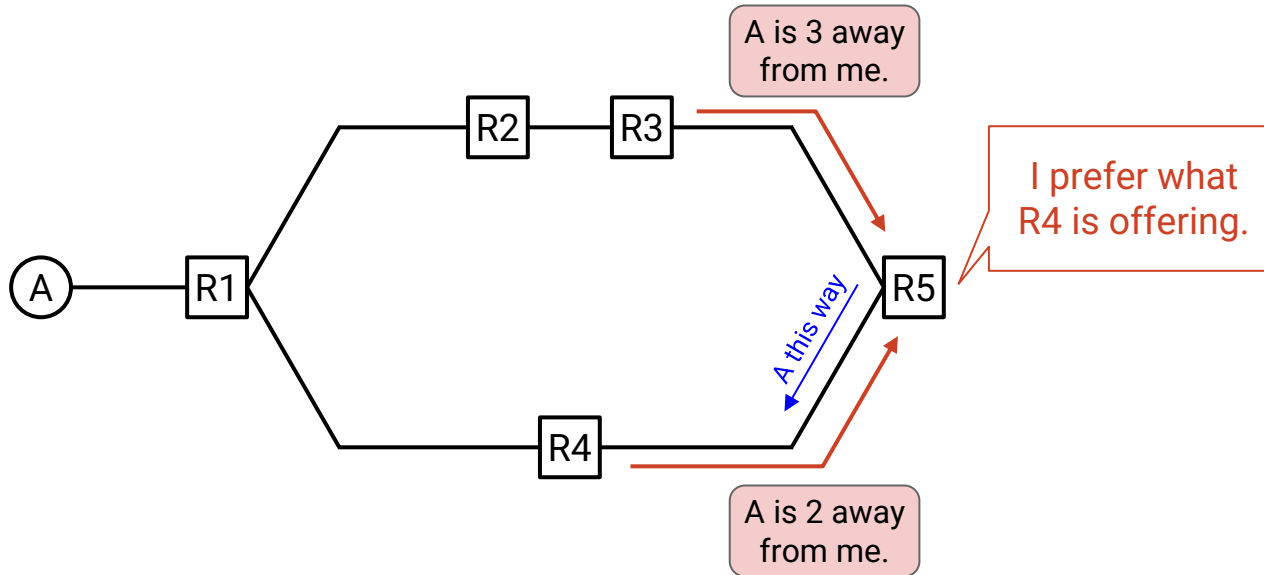 A is 3 away
from me.
R2
R3
I prefer what
R4 is offering.
A
R1
R5
A this way
R4
A is 2 away
from me.